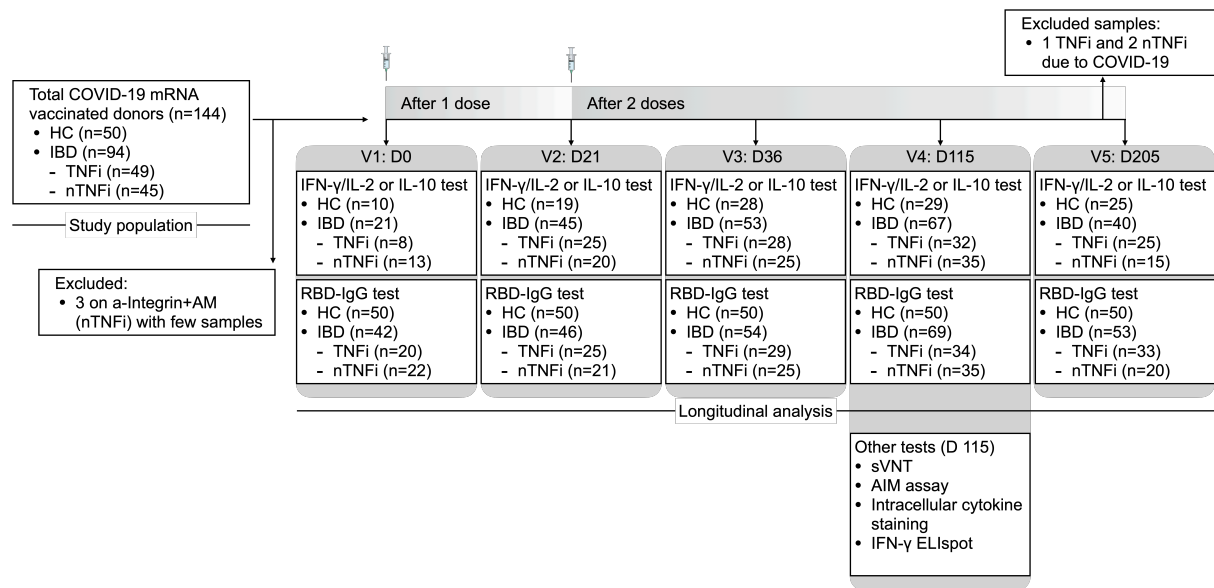 Excluded samples:
• 1 TNFi and 2 nTNFi
due to COVID-19
Total COVID-19 mRNA
vaccinated donors (n=144)
• HC (n=50)
• IBD (n=94)
- TNFi (n=49)
- nTNFi (n=45)
Study population
Excluded:
• 3 on a-Integrin+AM
(nTNFi) with few samples
After 1 dose
After 2 doses
V1: D0
IFN-γ/IL-2 or IL-10 test
• HC (n=10)
• IBD (n=21)
- TNFi (n=8)
- nTNFi (n=13)
RBD-IgG test
• HC (n=50)
• IBD (n=42)
- TNFi (n=20)
- nTNFi (n=22)
V2: D21
IFN-γ/IL-2 or IL-10 test
• HC (n=19)
• IBD (n=45)
- TNFi (n=25)
- nTNFi (n=20)
RBD-IgG test
• HC (n=50)
• IBD (n=46)
- TNFi (n=25)
- nTNFi (n=21)
V3: D36
IFN-γ/IL-2 or IL-10 test
• HC (n=28)
• IBD (n=53)
- TNFi (n=28)
- nTNFi (n=25)
RBD-IgG test
• HC (n=50)
• IBD (n=54)
- TNFi (n=29)
- nTNFi (n=25)
V4: D115
IFN-γ/IL-2 or IL-10 test
• HC (n=29)
• IBD (n=67)
- TNFi (n=32)
- nTNFi (n=35)
RBD-IgG test
• HC (n=50)
• IBD (n=69)
- TNFi (n=34)
- nTNFi (n=35)
V5: D205
IFN-γ/IL-2 or IL-10 test
• HC (n=25)
• IBD (n=40)
- TNFi (n=25)
- nTNFi (n=15)
RBD-IgG test
• HC (n=50)
• IBD (n=53)
- TNFi (n=33)
- nTNFi (n=20)
Longitudinal analysis
Other tests (D 115)
• sVNT
• AIM assay
• Intracellular cytokine
staining
• IFN-γ ELIspot